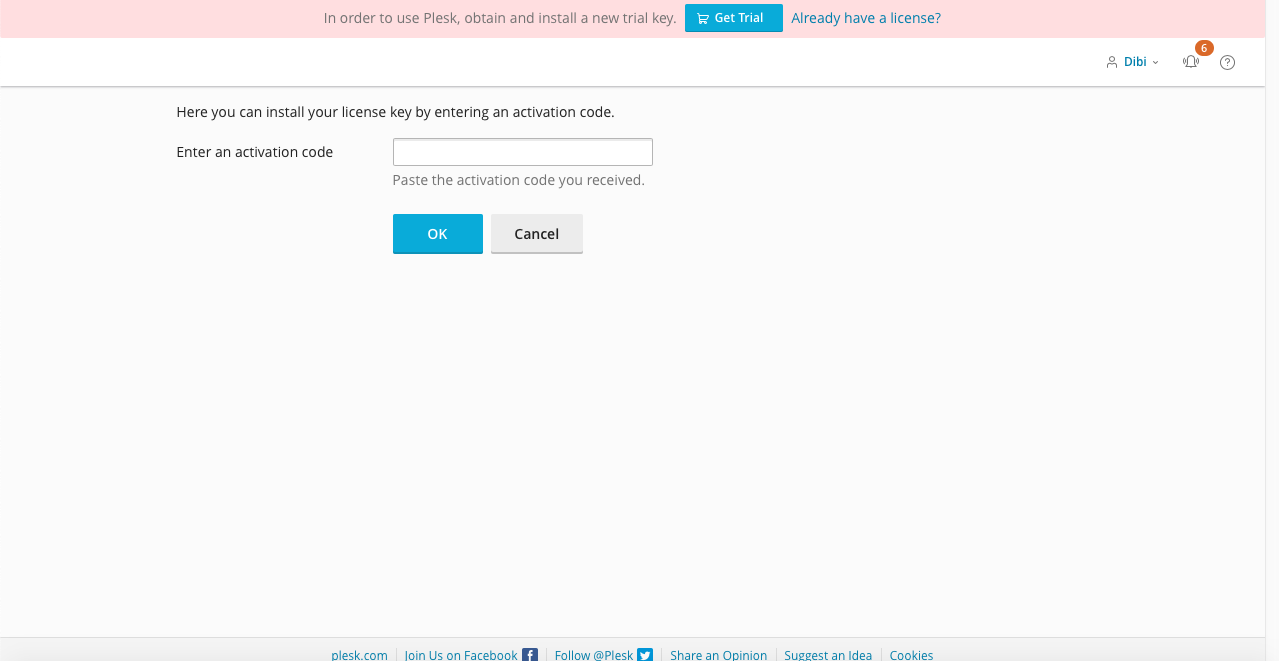 In order to use Plesk, obtain and install a new trial key. Get Trial Already have a license?
Dibi 6
Here you can install your license key by entering an activation code.
Enter an activation code
Paste the activation code you received.
OK Cancel
plesk.com Join Us on Facebook Follow @Plesk Share an Opinion Suggest an Idea Cookies